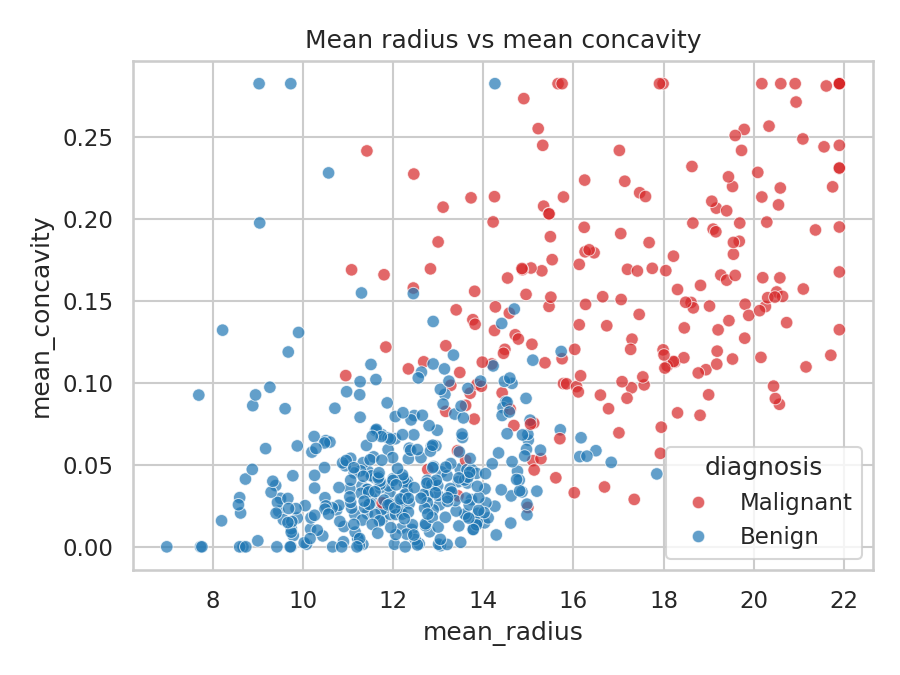 Mean radius vs mean concavity
mean_concavity
0.25
0.20
0.15
0.10
0.05
0.00
diagnosis
Malignant
Benign
8 10 12 14 16 18 20 22
mean_radius